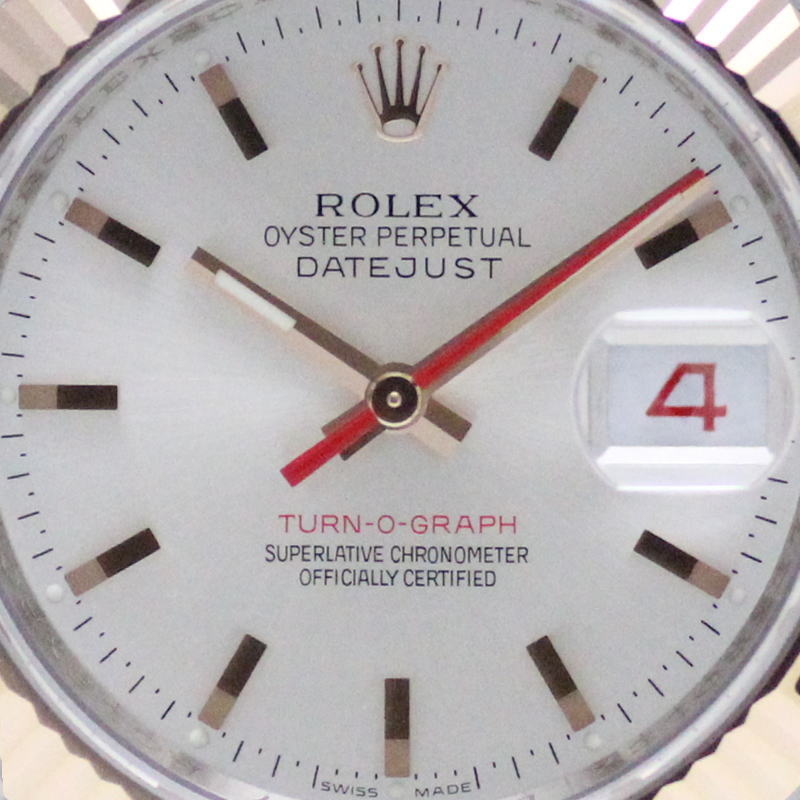 ROLEX
OYSTER PERPETUAL
DATEJUST
4
TURN-O-GRAPH
SUPERLATIVE CHRONOMETER
OFFICIALLY CERTIFIED
SWISS MADE